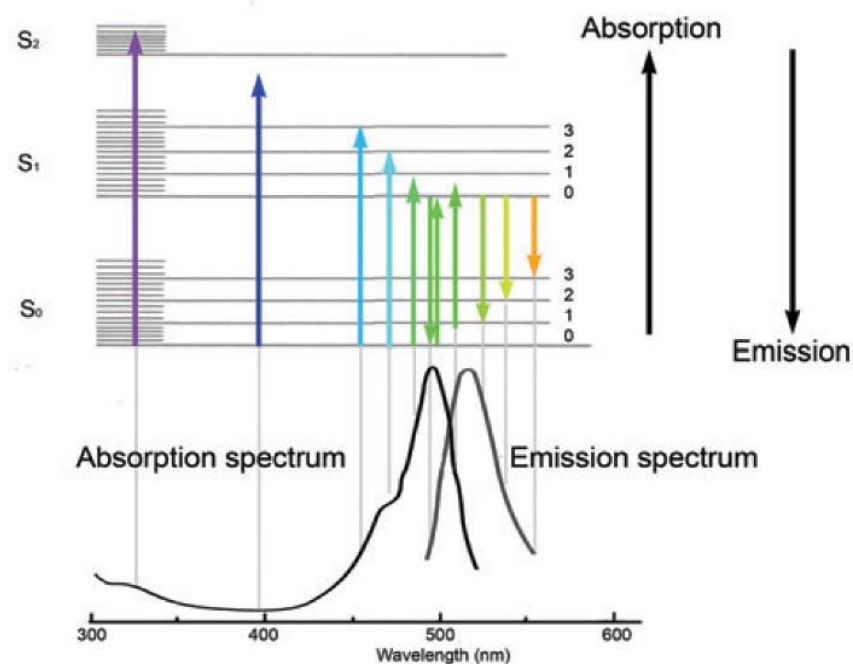 Absorption
S₂
3
2
S₁
1
0
3
2
S₀
1
0
Emission
Absorption spectrum
Emission spectrum
300
400
500
600
Wavelength (nm)